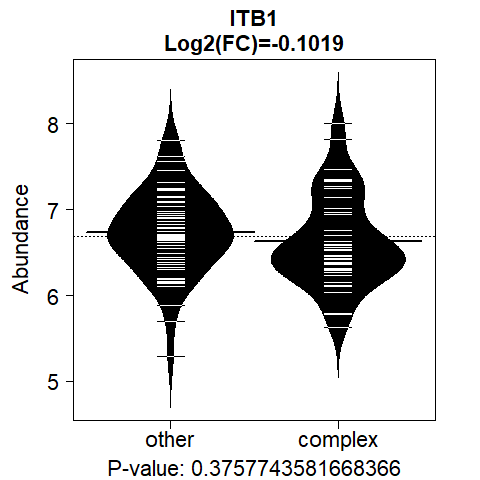 ITB1
Log2(FC)=-0.1019
Abundance
8
7
6
5
other complex
P-value: 0.3757743581668366